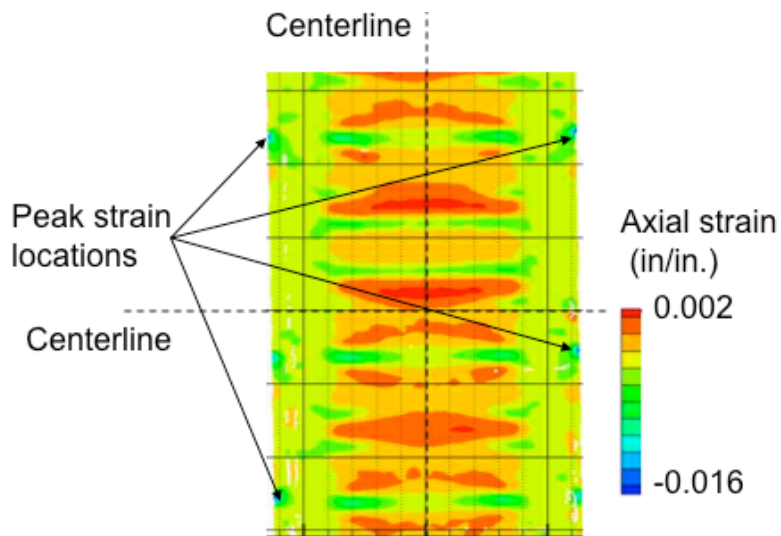 Centerline
Peak strain
locations
Axial strain
(in/in.)
0.002
Centerline
-0.016